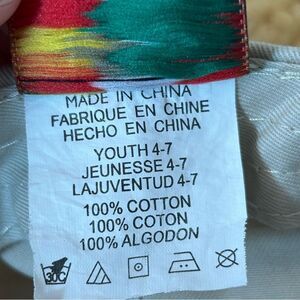 MADE IN CHINA
FABRIQUE EN CHINE
HECHO EN CHINA
YOUTH 4-7
JEUNESSE 4-7
LAJUVENTUD 4-7
100% COTTON
100% COTON
100% ALGODON